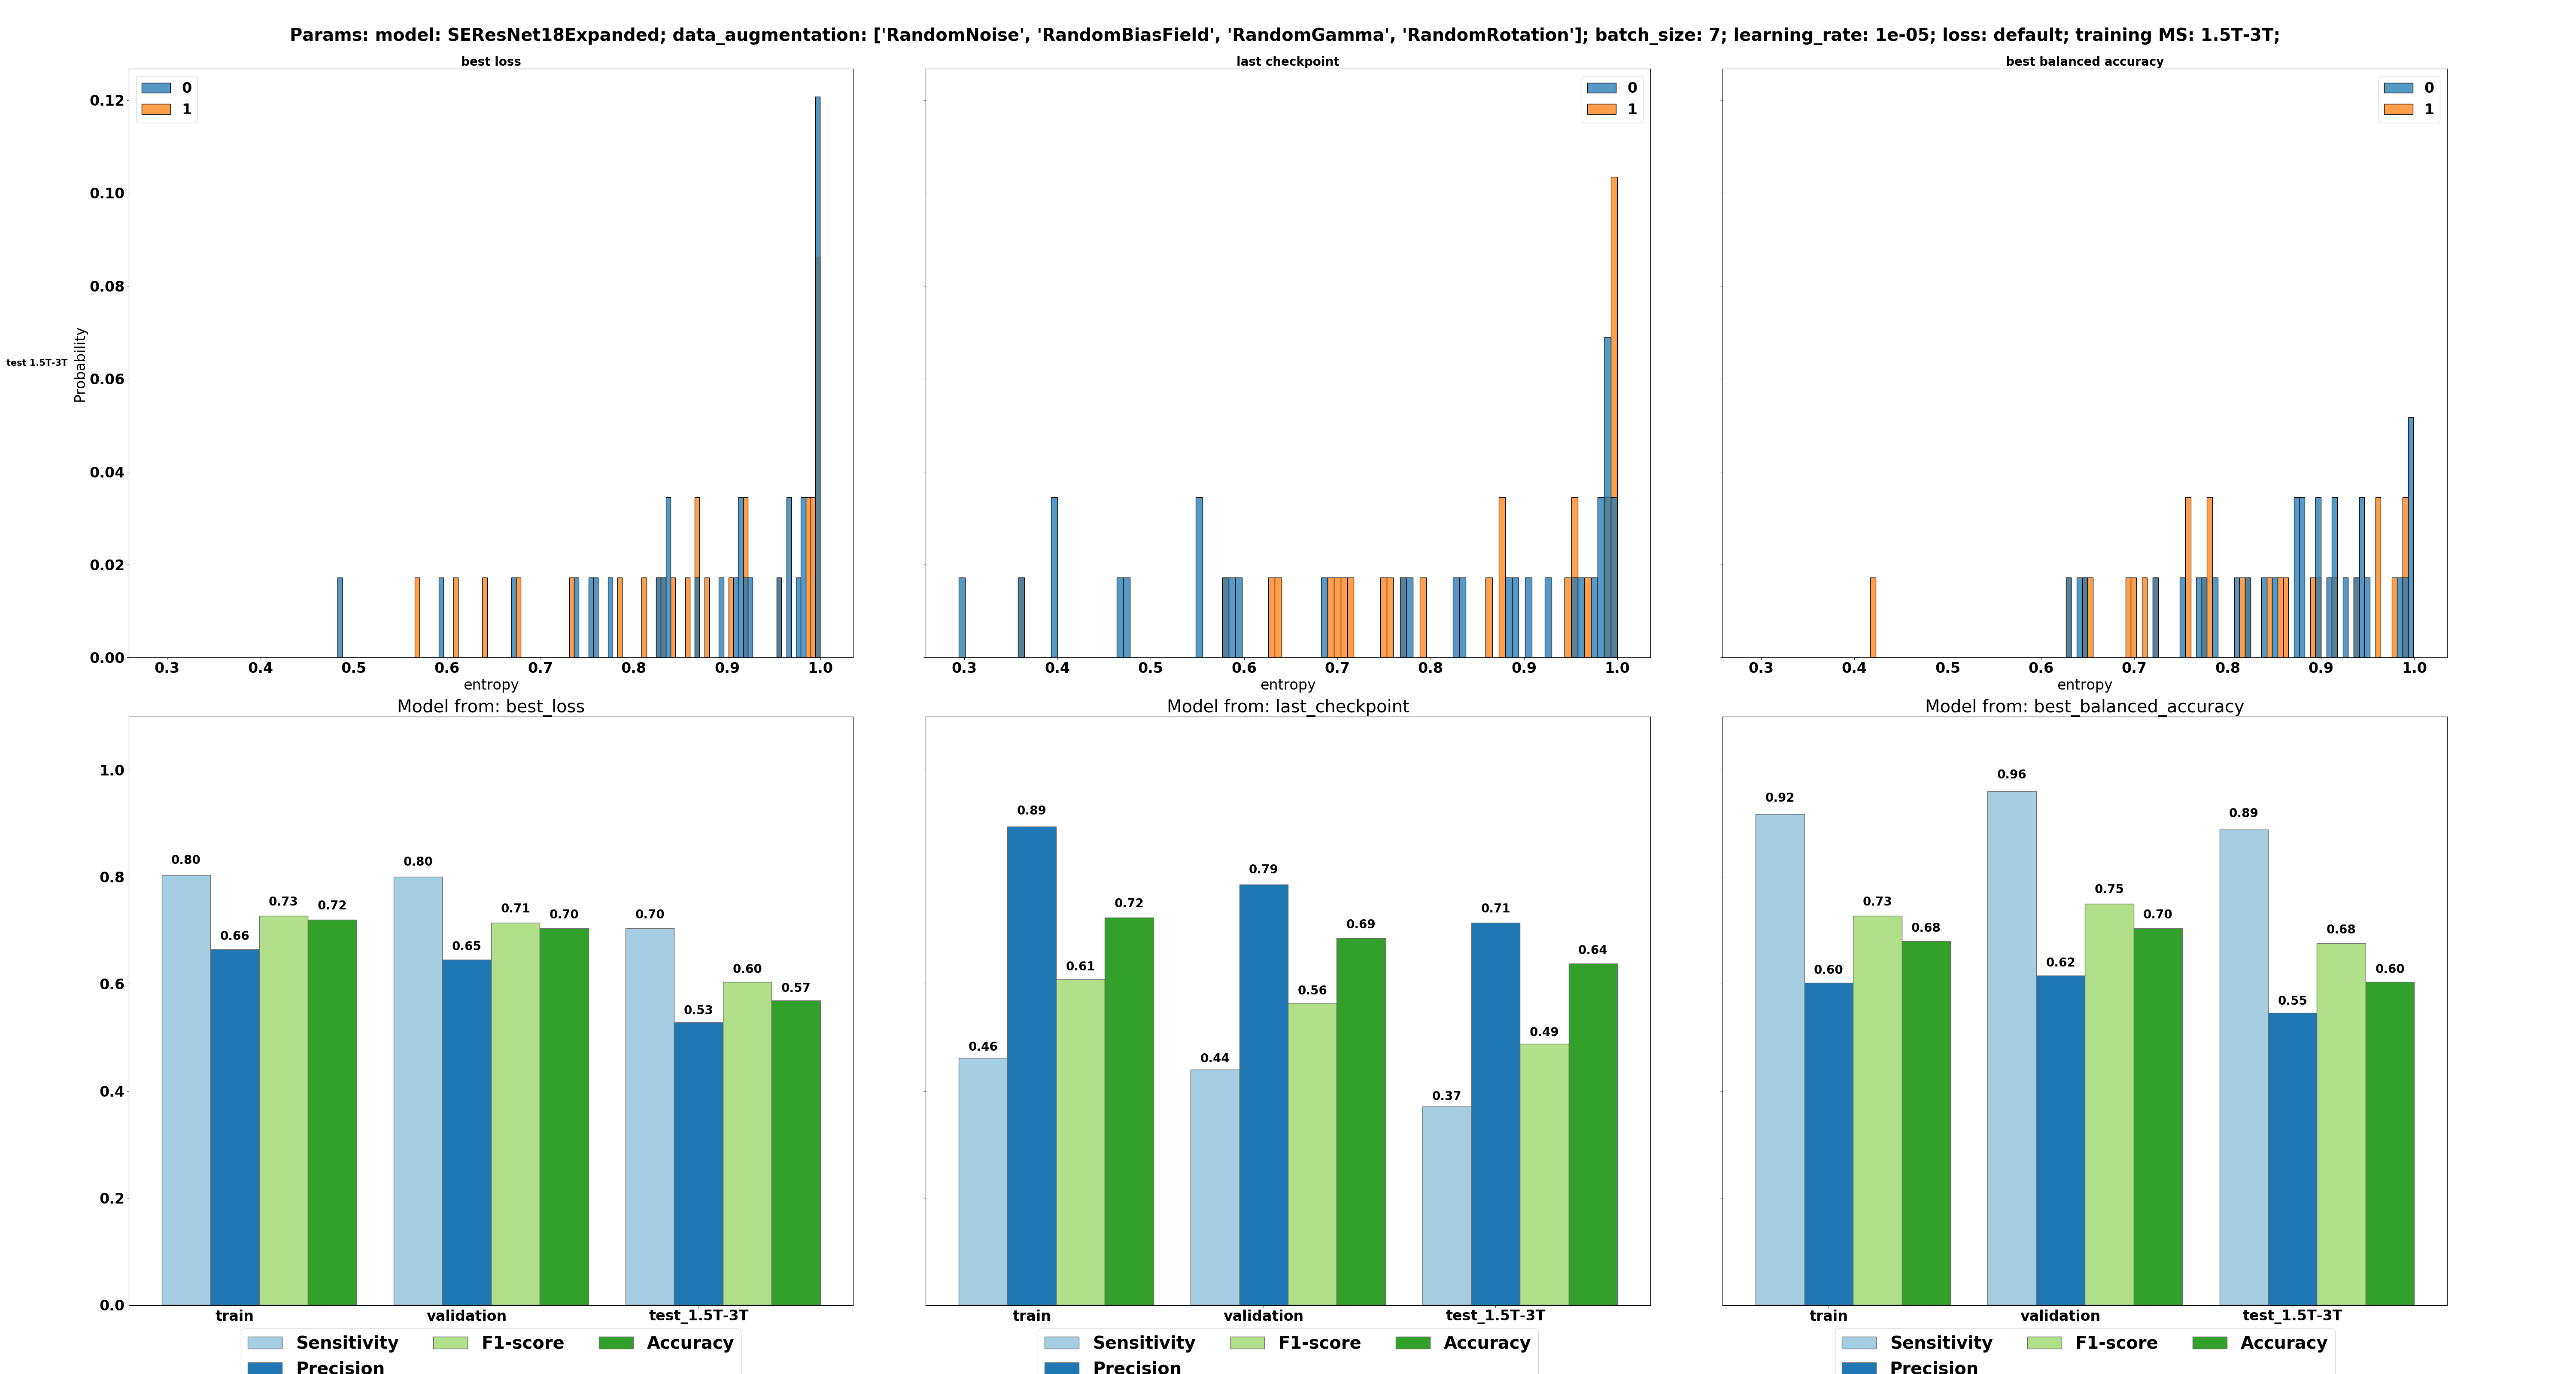 Params: model: SEResNet18Expanded; data_augmentation: ['RandomNoise', 'RandomBiasField', 'RandomGamma', 'RandomRotation']; batch_size: 7; learning_rate: 1e-05; loss: default; training MS: 1.5T-3T;
best loss
last checkpoint
best balanced accuracy
0
1
0
1
0
1
0.12
0.10
0.08
0.06
0.04
0.02
0.00
test 1.5T-3T
Probability
0.3 0.4 0.5 0.6 0.7 0.8 0.9 1.0
0.3 0.4 0.5 0.6 0.7 0.8 0.9 1.0
0.3 0.4 0.5 0.6 0.7 0.8 0.9 1.0
entropy
entropy
entropy
Model from: best_loss
1.0
0.8
0.6
0.4
0.2
0.0
0.80 0.66 0.73 0.72
0.80 0.65 0.71 0.70
0.70 0.53 0.60 0.57
train validation test_1.5T-3T
Sensitivity F1-score Accuracy
Precision
Model from: last_checkpoint
0.46 0.89 0.61 0.72
0.44 0.79 0.56 0.69
0.37 0.71 0.49 0.64
train validation test_1.5T-3T
Sensitivity F1-score Accuracy
Precision
Model from: best_balanced_accuracy
0.92 0.60 0.73 0.68
0.96 0.62 0.75 0.70
0.89 0.55 0.68 0.60
train validation test_1.5T-3T
Sensitivity F1-score Accuracy
Precision